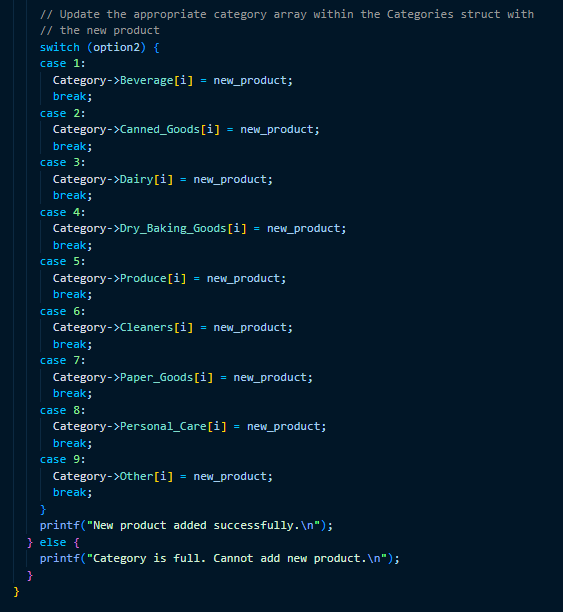 // Update the appropriate category array within the Categories struct with
// the new product
switch (option2) {
case 1:
Category->Beverage[i] = new_product;
break;
case 2:
Category->Canned_Goods[i] = new_product;
break;
case 3:
Category->Dairy[i] = new_product;
break;
case 4:
Category->Dry_Baking_Goods[i] = new_product;
break;
case 5:
Category->Produce[i] = new_product;
break;
case 6:
Category->Cleaners[i] = new_product;
break;
case 7:
Category->Paper_Goods[i] = new_product;
break;
case 8:
Category->Personal_Care[i] = new_product;
break;
case 9:
Category->Other[i] = new_product;
break;
}
printf("New product added successfully.\n");
} else {
printf("Category is full. Cannot add new product.\n");
}
}